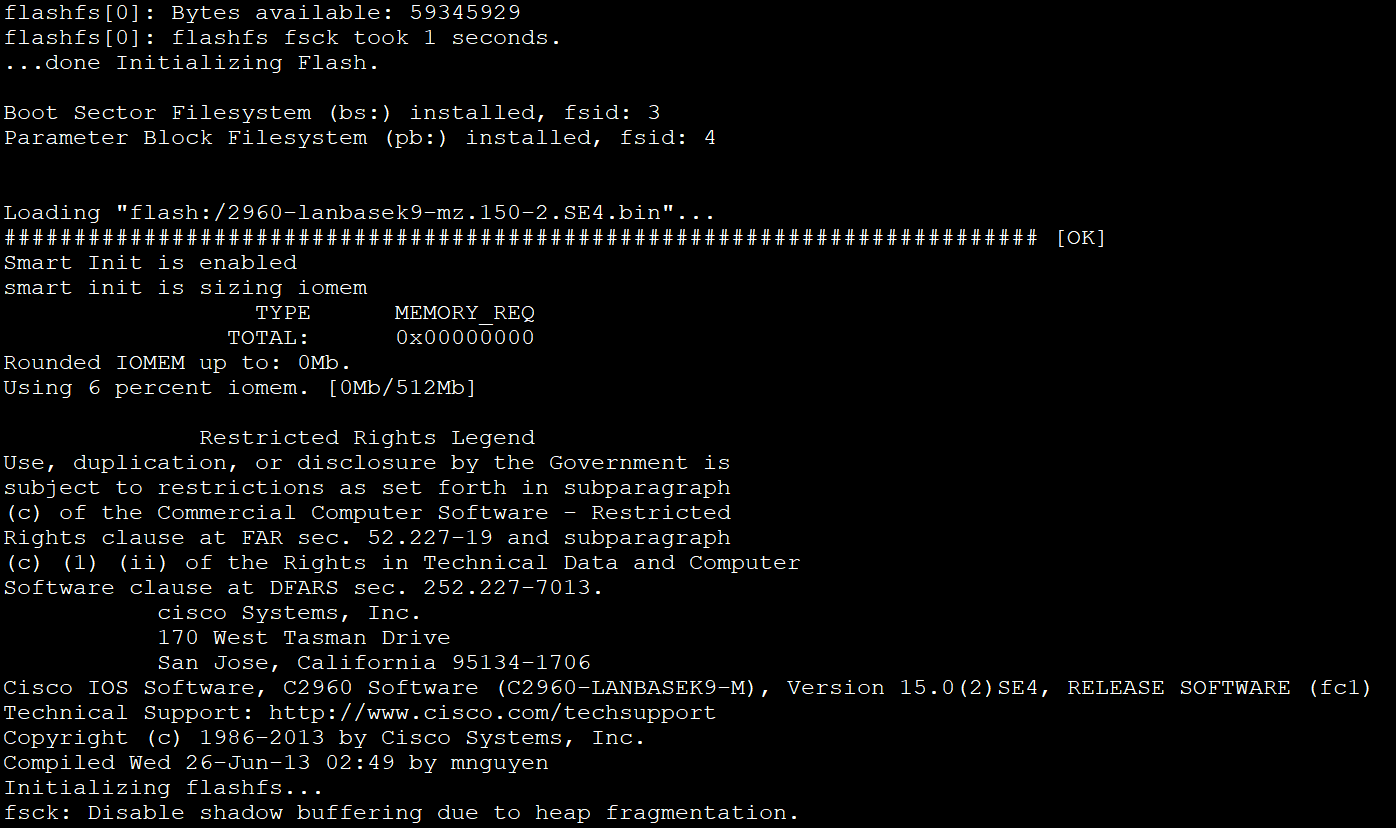 flashfs[0]: Bytes available: 59345929
flashfs[0]: flashfs fsck took 1 seconds.
...done Initializing Flash.
Boot Sector Filesystem (bs:) installed, fsid: 3
Parameter Block Filesystem (pb:) installed, fsid: 4
Loading "flash:/2960-lanbasek9-mz.150-2.SE4.bin"...
########################################################################## [OK]
Smart Init is enabled
smart init is sizing iomem
                  TYPE      MEMORY_REQ
                TOTAL:      0x00000000
Rounded IOMEM up to: 0Mb.
Using 6 percent iomem. [0Mb/512Mb]
              Restricted Rights Legend
Use, duplication, or disclosure by the Government is
subject to restrictions as set forth in subparagraph
(c) of the Commercial Computer Software - Restricted
Rights clause at FAR sec. 52.227-19 and subparagraph
(c) (1) (ii) of the Rights in Technical Data and Computer
Software clause at DFARS sec. 252.227-7013.
           cisco Systems, Inc.
           170 West Tasman Drive
           San Jose, California 95134-1706
Cisco IOS Software, C2960 Software (C2960-LANBASEK9-M), Version 15.0(2)SE4, RELEASE SOFTWARE (fc1)
Technical Support: http://www.cisco.com/techsupport
Copyright (c) 1986-2013 by Cisco Systems, Inc.
Compiled Wed 26-Jun-13 02:49 by mnguyen
Initializing flashfs...
fsck: Disable shadow buffering due to heap fragmentation.